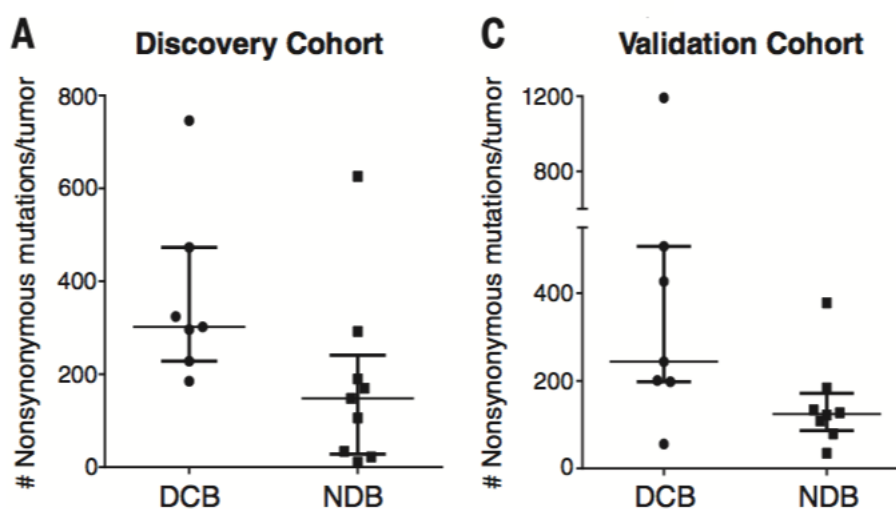 A Discovery Cohort
# Nonsynonymous mutations/tumor
800
600
400
200
0
DCB NDB
C Validation Cohort
# Nonsynonymous mutations/tumor
1200
800
400
200
0
DCB NDB